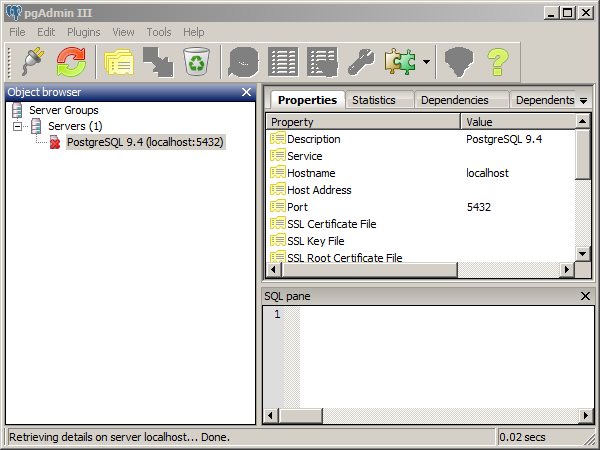 pgAdmin III
File Edit Plugins View Tools Help
Object browser
Server Groups
Servers (1)
PostgreSQL 9.4 (localhost:5432)
Properties Statistics Dependencies Dependents
Property Value
Description PostgreSQL 9.4
Service
Hostname localhost
Host Address
Port 5432
SSL Certificate File
SSL Key File
SSL Root Certificate File
SQL pane
1
Retrieving details on server localhost... Done. 0.02 secs